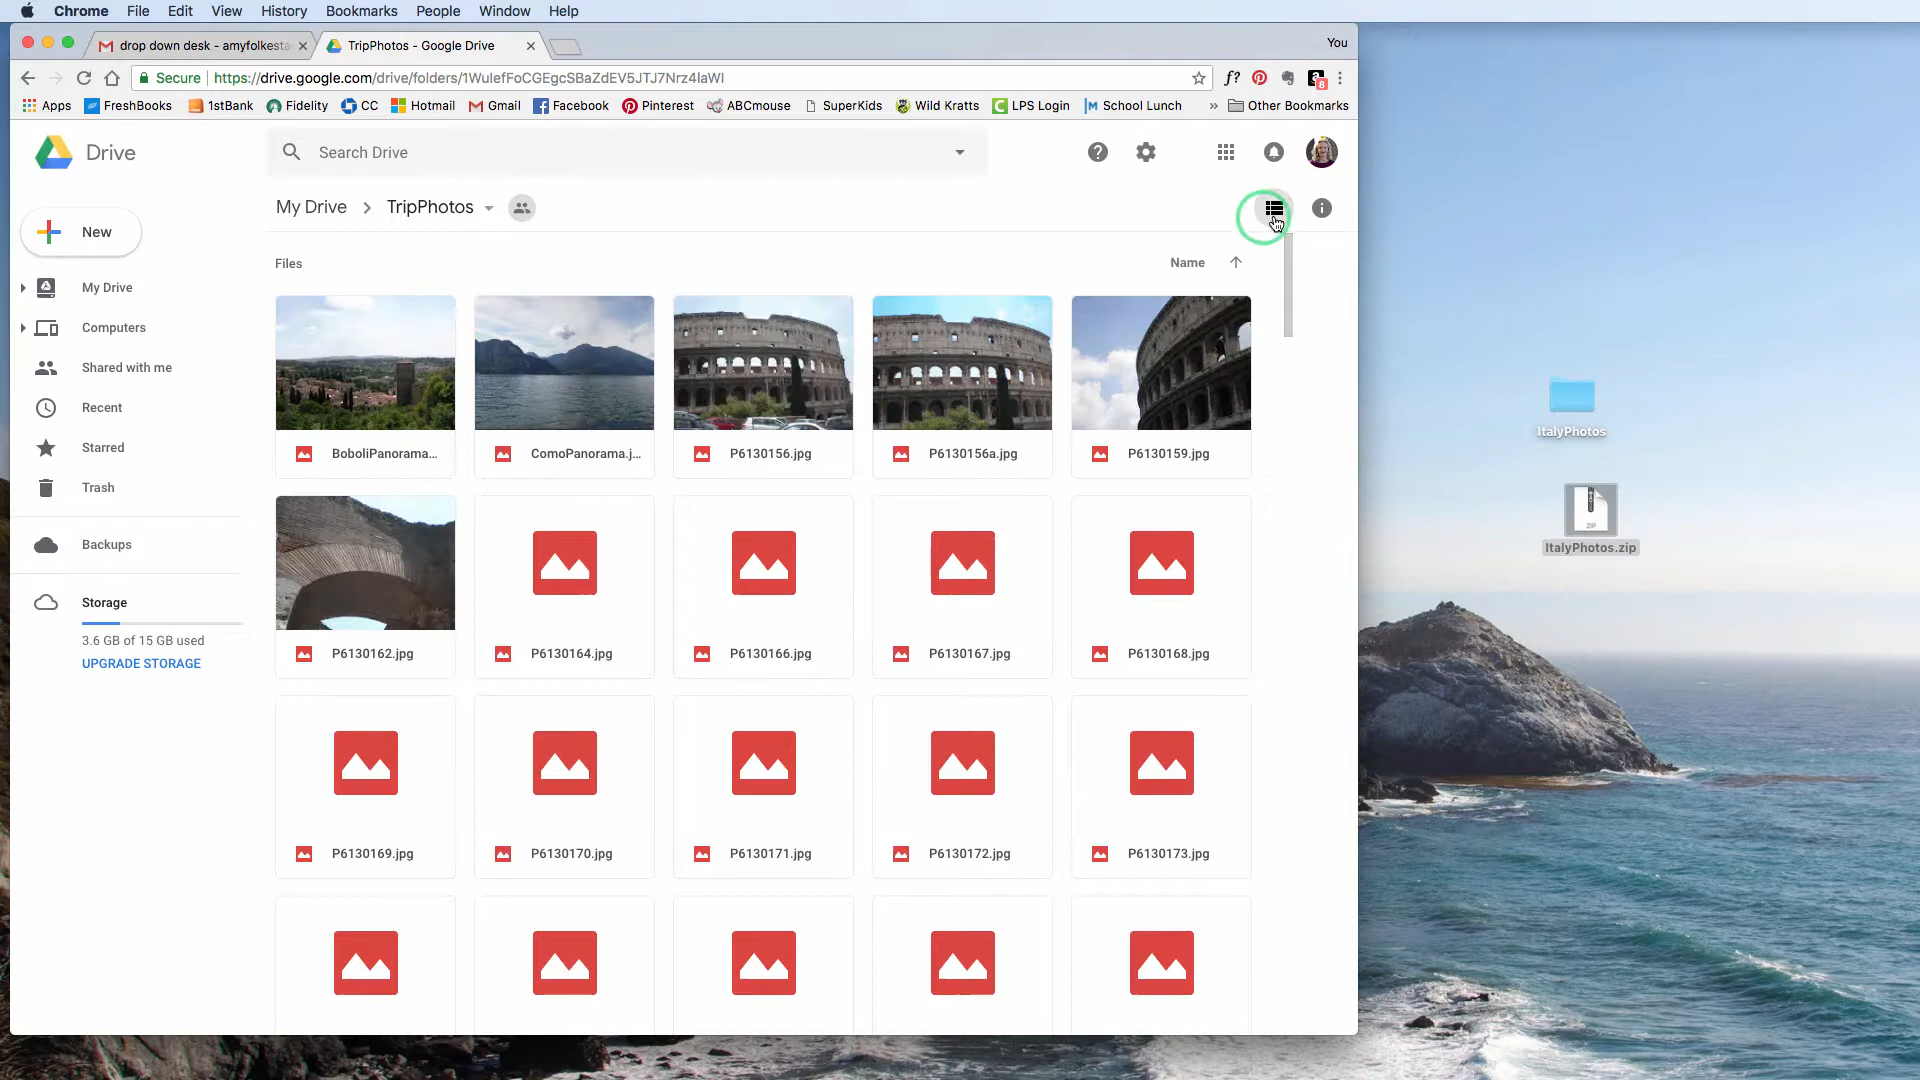 Chrome File Edit View History Bookmarks People Window Help
drop down desk - amyfolkesta
TripPhotos - Google Drive
You
Secure https://drive.google.com/drive/folders/1WulefFoCGEgcSBaZdEV5JTJ7Nrz4laWI
f?
8
Apps FreshBooks 1stBank Fidelity CC Hotmail Gmail Facebook Pinterest ABCmouse SuperKids Wild Kratts LPS Login School Lunch » Other Bookmarks
Drive
Search Drive
My Drive > TripPhotos
New
Files
Name
My Drive
Computers
Shared with me
Recent
Starred
Trash
Backups
Storage
3.6 GB of 15 GB used
UPGRADE STORAGE
BoboliPanorama...
ComoPanorama.j...
P6130156.jpg
P6130156a.jpg
P6130159.jpg
P6130162.jpg
P6130164.jpg
P6130166.jpg
P6130167.jpg
P6130168.jpg
P6130169.jpg
P6130170.jpg
P6130171.jpg
P6130172.jpg
P6130173.jpg
ItalyPhotos
ZIP
ItalyPhotos.zip